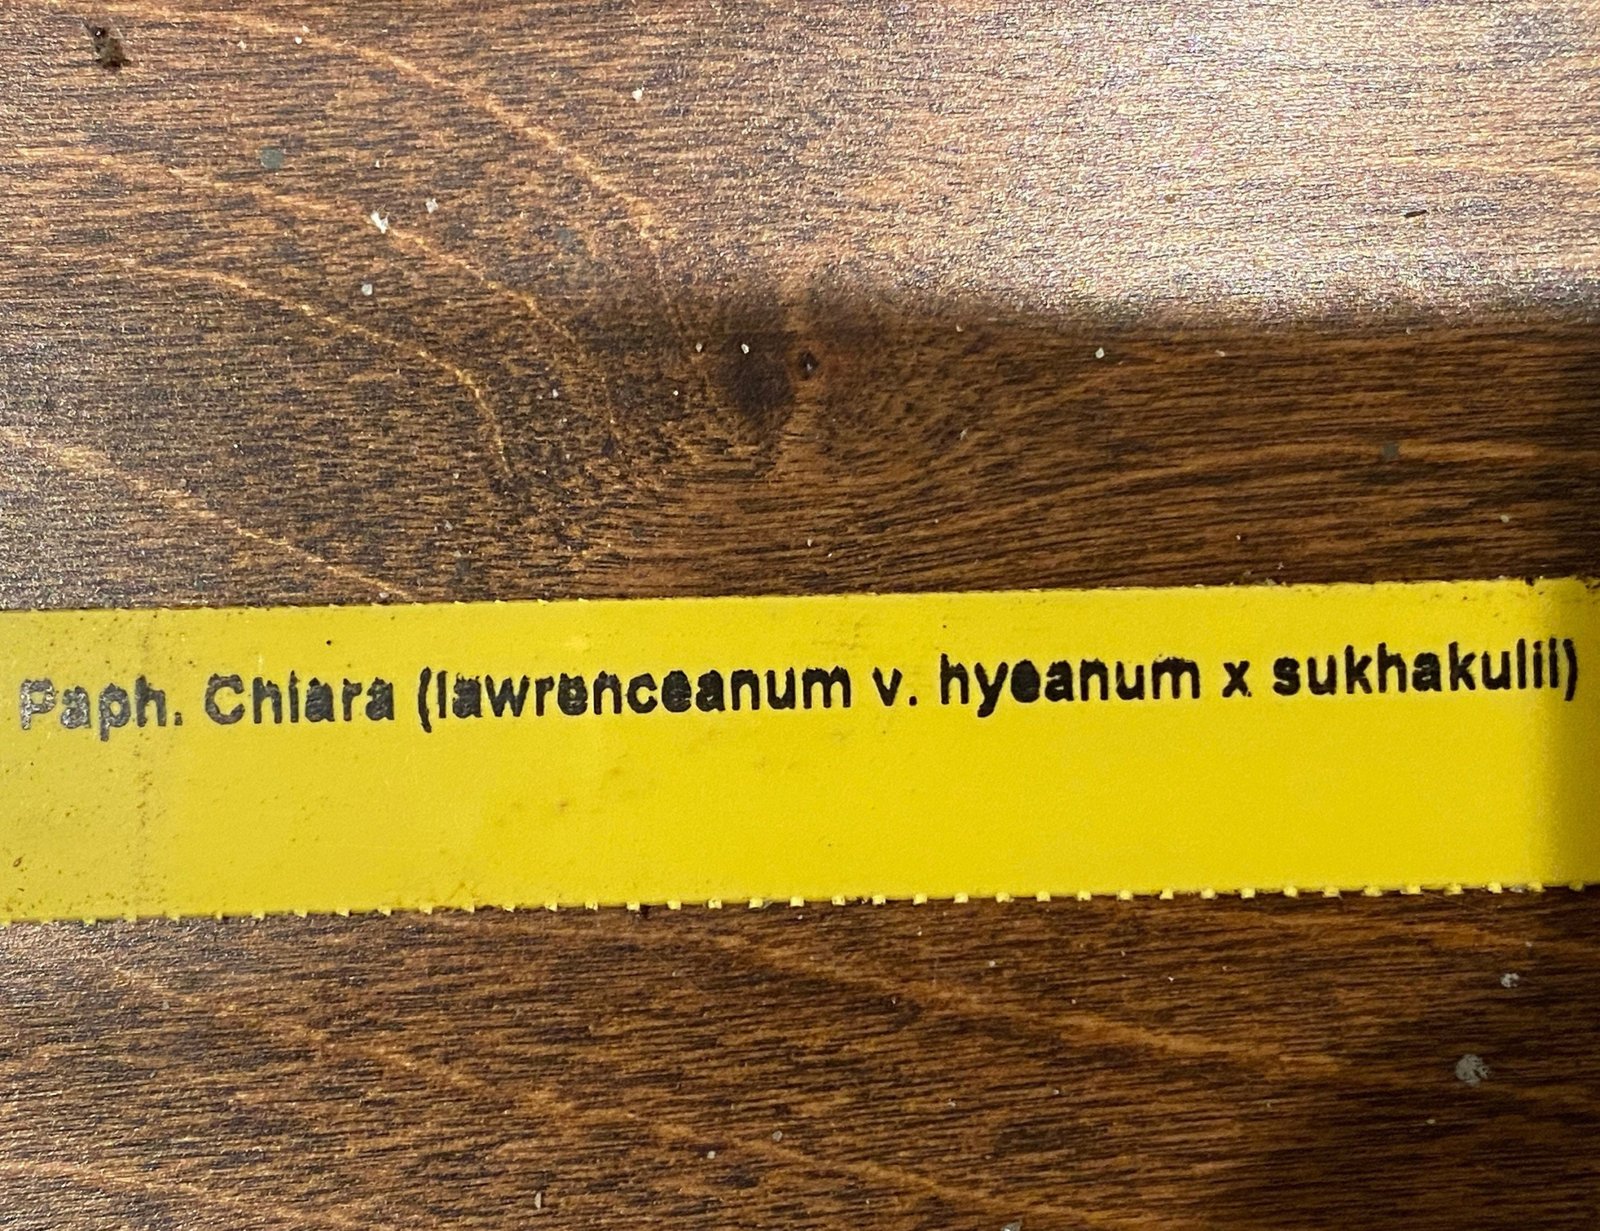 Paph. Chiara (lawrenceanum v. hyeanum x sukhakulii)